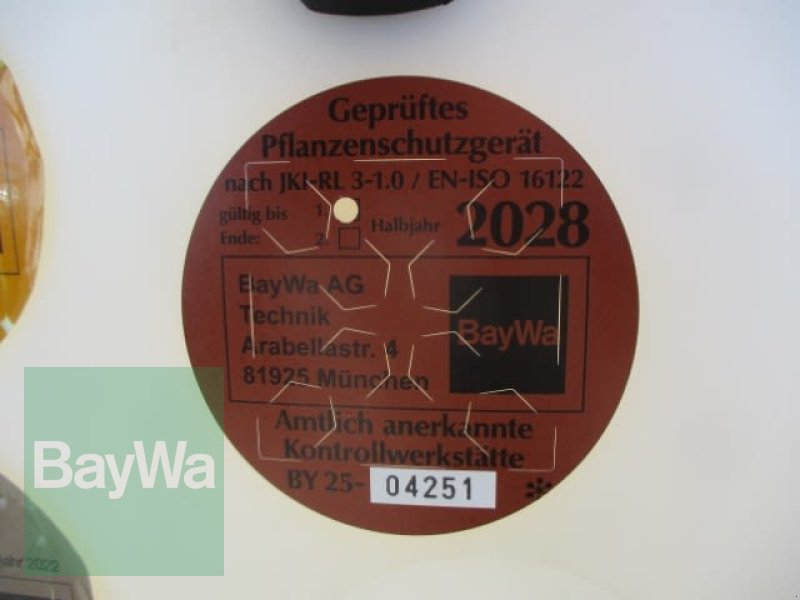 Geprüftes
Pflanzenschutzgerät
nach JKI-RL 3-1.0 / EN-ISO 16122
gültig bis 1. Halbjahr 2028
Ende: 2.
BayWa AG
Technik
Arabellastr. 4
81925 München
BayWa
Amtlich anerkannte
Kontrollwerkstätte
BY 25- 04251
BayWa
2022